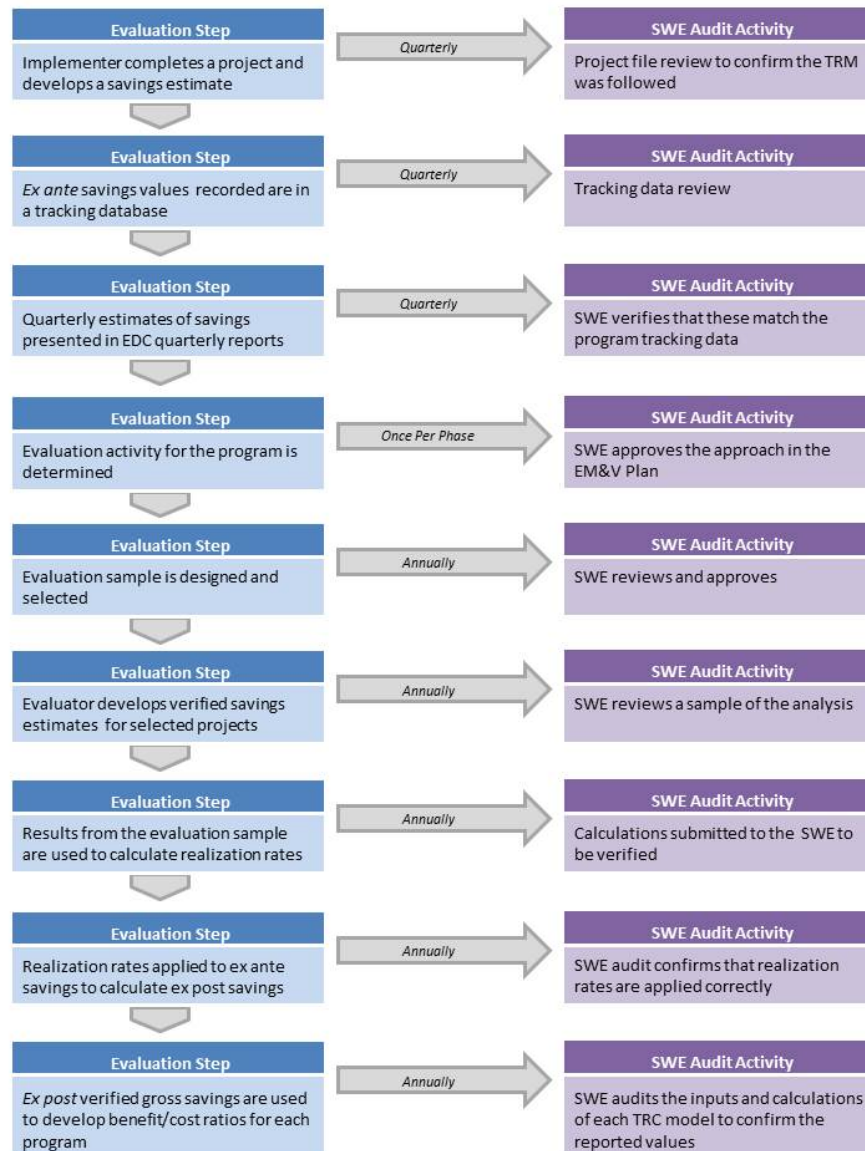 Evaluation Step
Implementer completes a project and
develops a savings estimate
Quarterly
SWE Audit Activity
Project file review to confirm the TRM
was followed
Evaluation Step
Ex ante savings values recorded are in
a tracking database
Quarterly
SWE Audit Activity
Tracking data review
Evaluation Step
Quarterly estimates of savings
presented in EDC quarterly reports
Quarterly
SWE Audit Activity
SWE verifies that these match the
program tracking data
Evaluation Step
Evaluation activity for the program is
determined
Once Per Phase
SWE Audit Activity
SWE approves the approach in the
EM&V Plan
Evaluation Step
Evaluation sample is designed and
selected
Annually
SWE Audit Activity
SWE reviews and approves
Evaluation Step
Evaluator develops verified savings
estimates for selected projects
Annually
SWE Audit Activity
SWE reviews a sample of the analysis
Evaluation Step
Results from the evaluation sample
are used to calculate realization rates
Annually
SWE Audit Activity
Calculations submitted to the SWE to
be verified
Evaluation Step
Realization rates applied to ex ante
savings to calculate ex post savings
Annually
SWE Audit Activity
SWE audit confirms that realization
rates are applied correctly
Evaluation Step
Ex post verified gross savings are used
to develop benefit/cost ratios for each
program
Annually
SWE Audit Activity
SWE audits the inputs and calculations
of each TRC model to confirm the
reported values